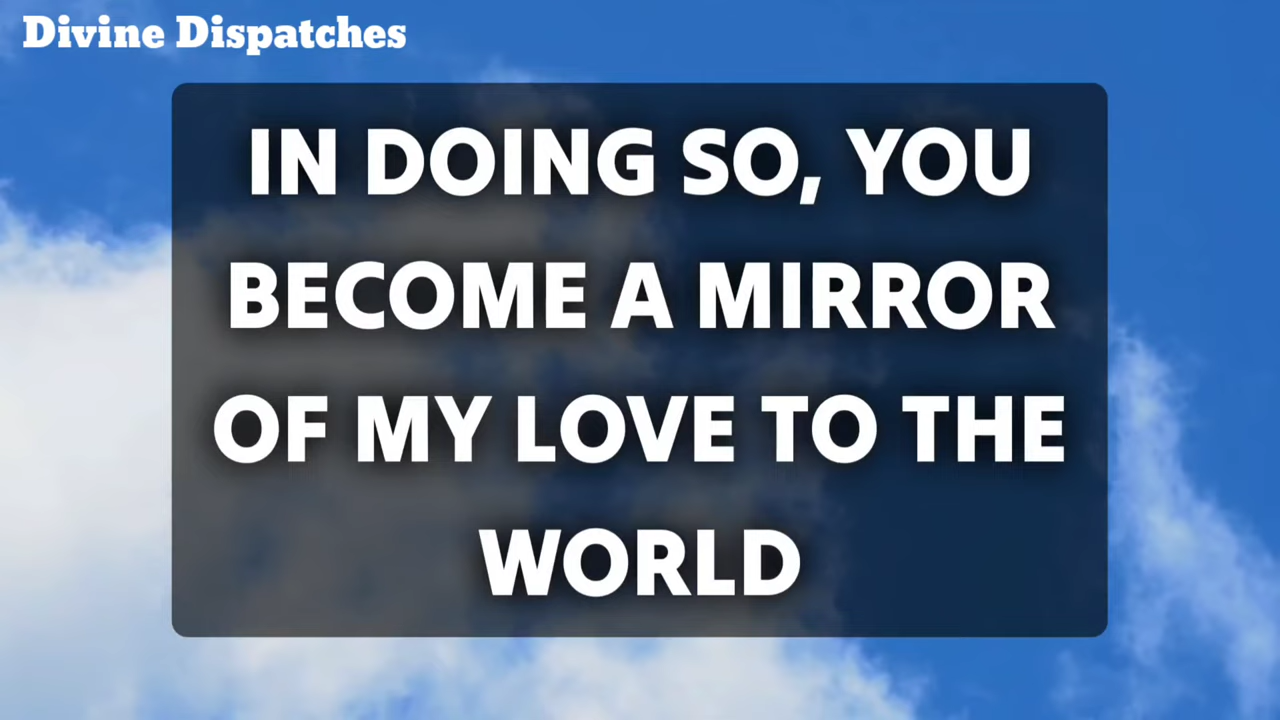 Divine Dispatches
IN DOING SO, YOU
BECOME A MIRROR
OF MY LOVE TO THE
WORLD